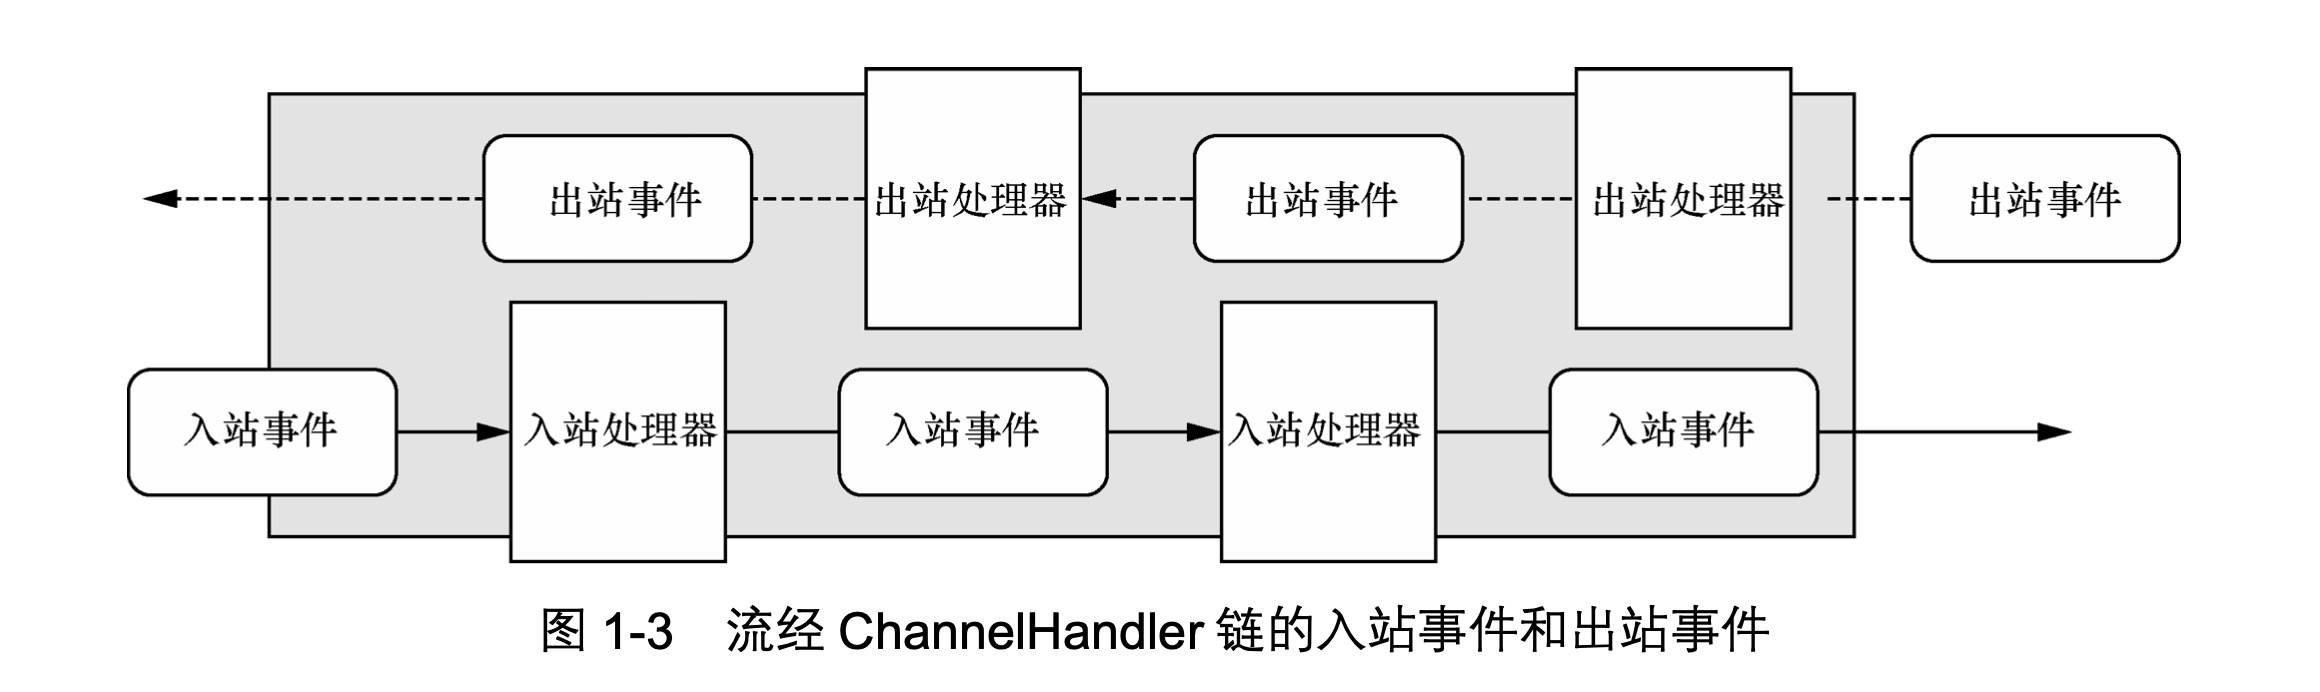 出站事件
出站处理器
出站事件
出站处理器
出站事件
入站事件
入站处理器
入站事件
入站处理器
入站事件
图 1-3 流经 ChannelHandler 链的入站事件和出站事件